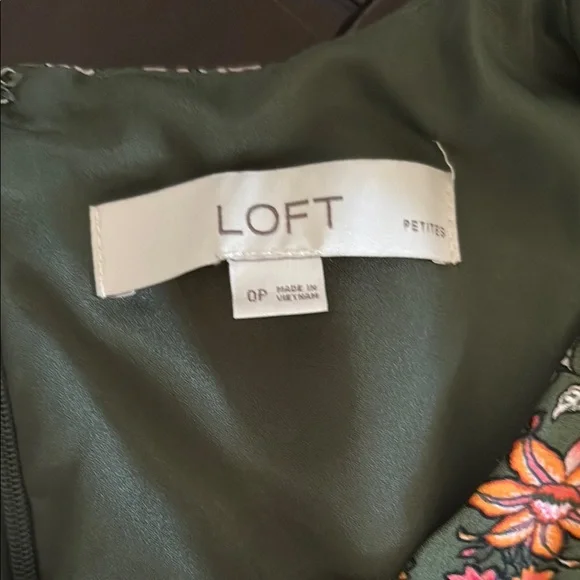 LOFT
PETITES
0P MADE IN
VIETNAM